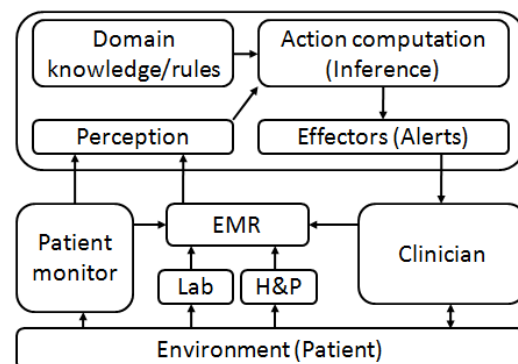 Domain
knowledge/rules
Action computation
(Inference)
Perception
Effectors (Alerts)
Patient
monitor
EMR
Clinician
Lab
H&P
Environment (Patient)